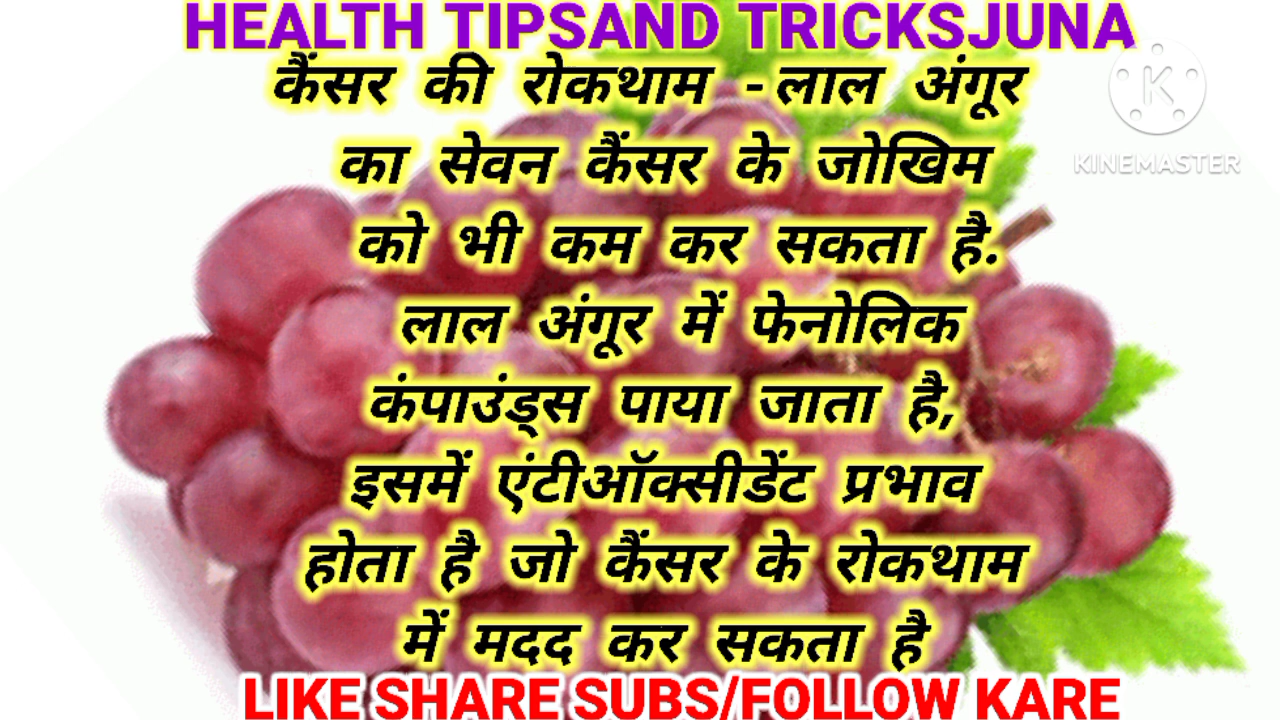 HEALTH TIPSAND TRICKSJUNA
कैंसर की रोकथाम - लाल अंगूर
का सेवन कैंसर के जोखिम
को भी कम कर सकता है.
लाल अंगूर में फेनोलिक
कंपाउंड्स पाया जाता है,
इसमें एंटीऑक्सीडेंट प्रभाव
होता है जो कैंसर के रोकथाम
में मदद कर सकता है
LIKE SHARE SUBS/FOLLOW KARE
K
KINEMASTER